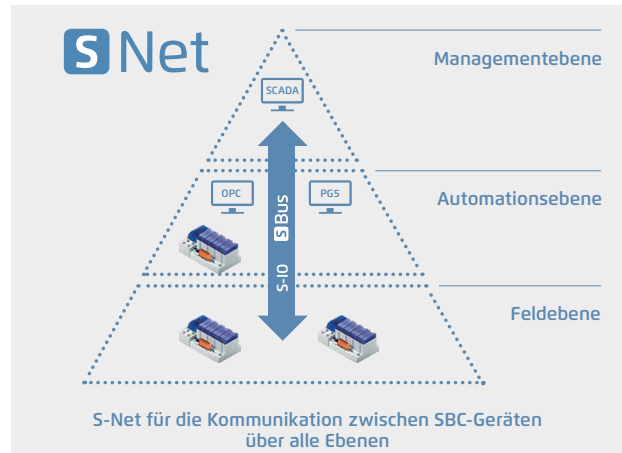 S Net
Managementebene
SCADA
OPC
PG5
Automationsebene
S-IO S Bus
Feldebene
S-Net für die Kommunikation zwischen SBC-Geräten
über alle Ebenen